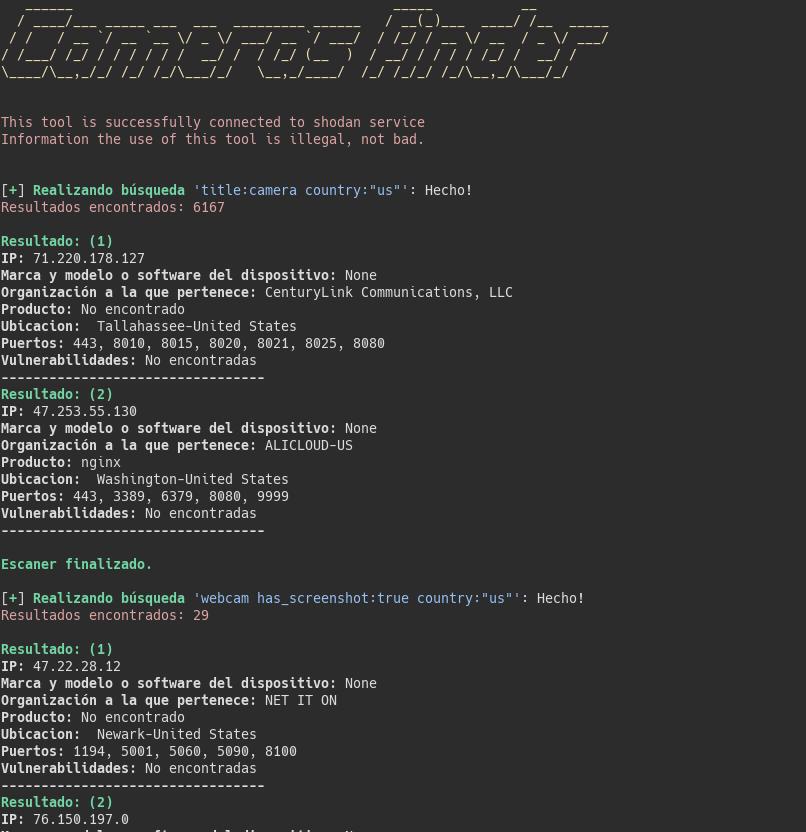 Cameras finder
This tool is successfully connected to shodan service
Information the use of this tool is illegal, not bad.
[+] Realizando búsqueda 'title:camera country:"us"': Hecho!
Resultados encontrados: 6167
Resultado: (1)
IP: 71.220.178.127
Marca y modelo o software del dispositivo: None
Organización a la que pertenece: CenturyLink Communications, LLC
Producto: No encontrado
Ubicacion:  Tallahassee-United States
Puertos: 443, 8010, 8015, 8020, 8021, 8025, 8080
Vulnerabilidades: No encontradas
---------------------------------
Resultado: (2)
IP: 47.253.55.130
Marca y modelo o software del dispositivo: None
Organización a la que pertenece: ALICLOUD-US
Producto: nginx
Ubicacion:  Washington-United States
Puertos: 443, 3389, 6379, 8080, 9999
Vulnerabilidades: No encontradas
---------------------------------
Escaner finalizado.
[+] Realizando búsqueda 'webcam has_screenshot:true country:"us"': Hecho!
Resultados encontrados: 29
Resultado: (1)
IP: 47.22.28.12
Marca y modelo o software del dispositivo: None
Organización a la que pertenece: NET IT ON
Producto: No encontrado
Ubicacion:  Newark-United States
Puertos: 1194, 5001, 5060, 5090, 8100
Vulnerabilidades: No encontradas
---------------------------------
Resultado: (2)
IP: 76.150.197.0